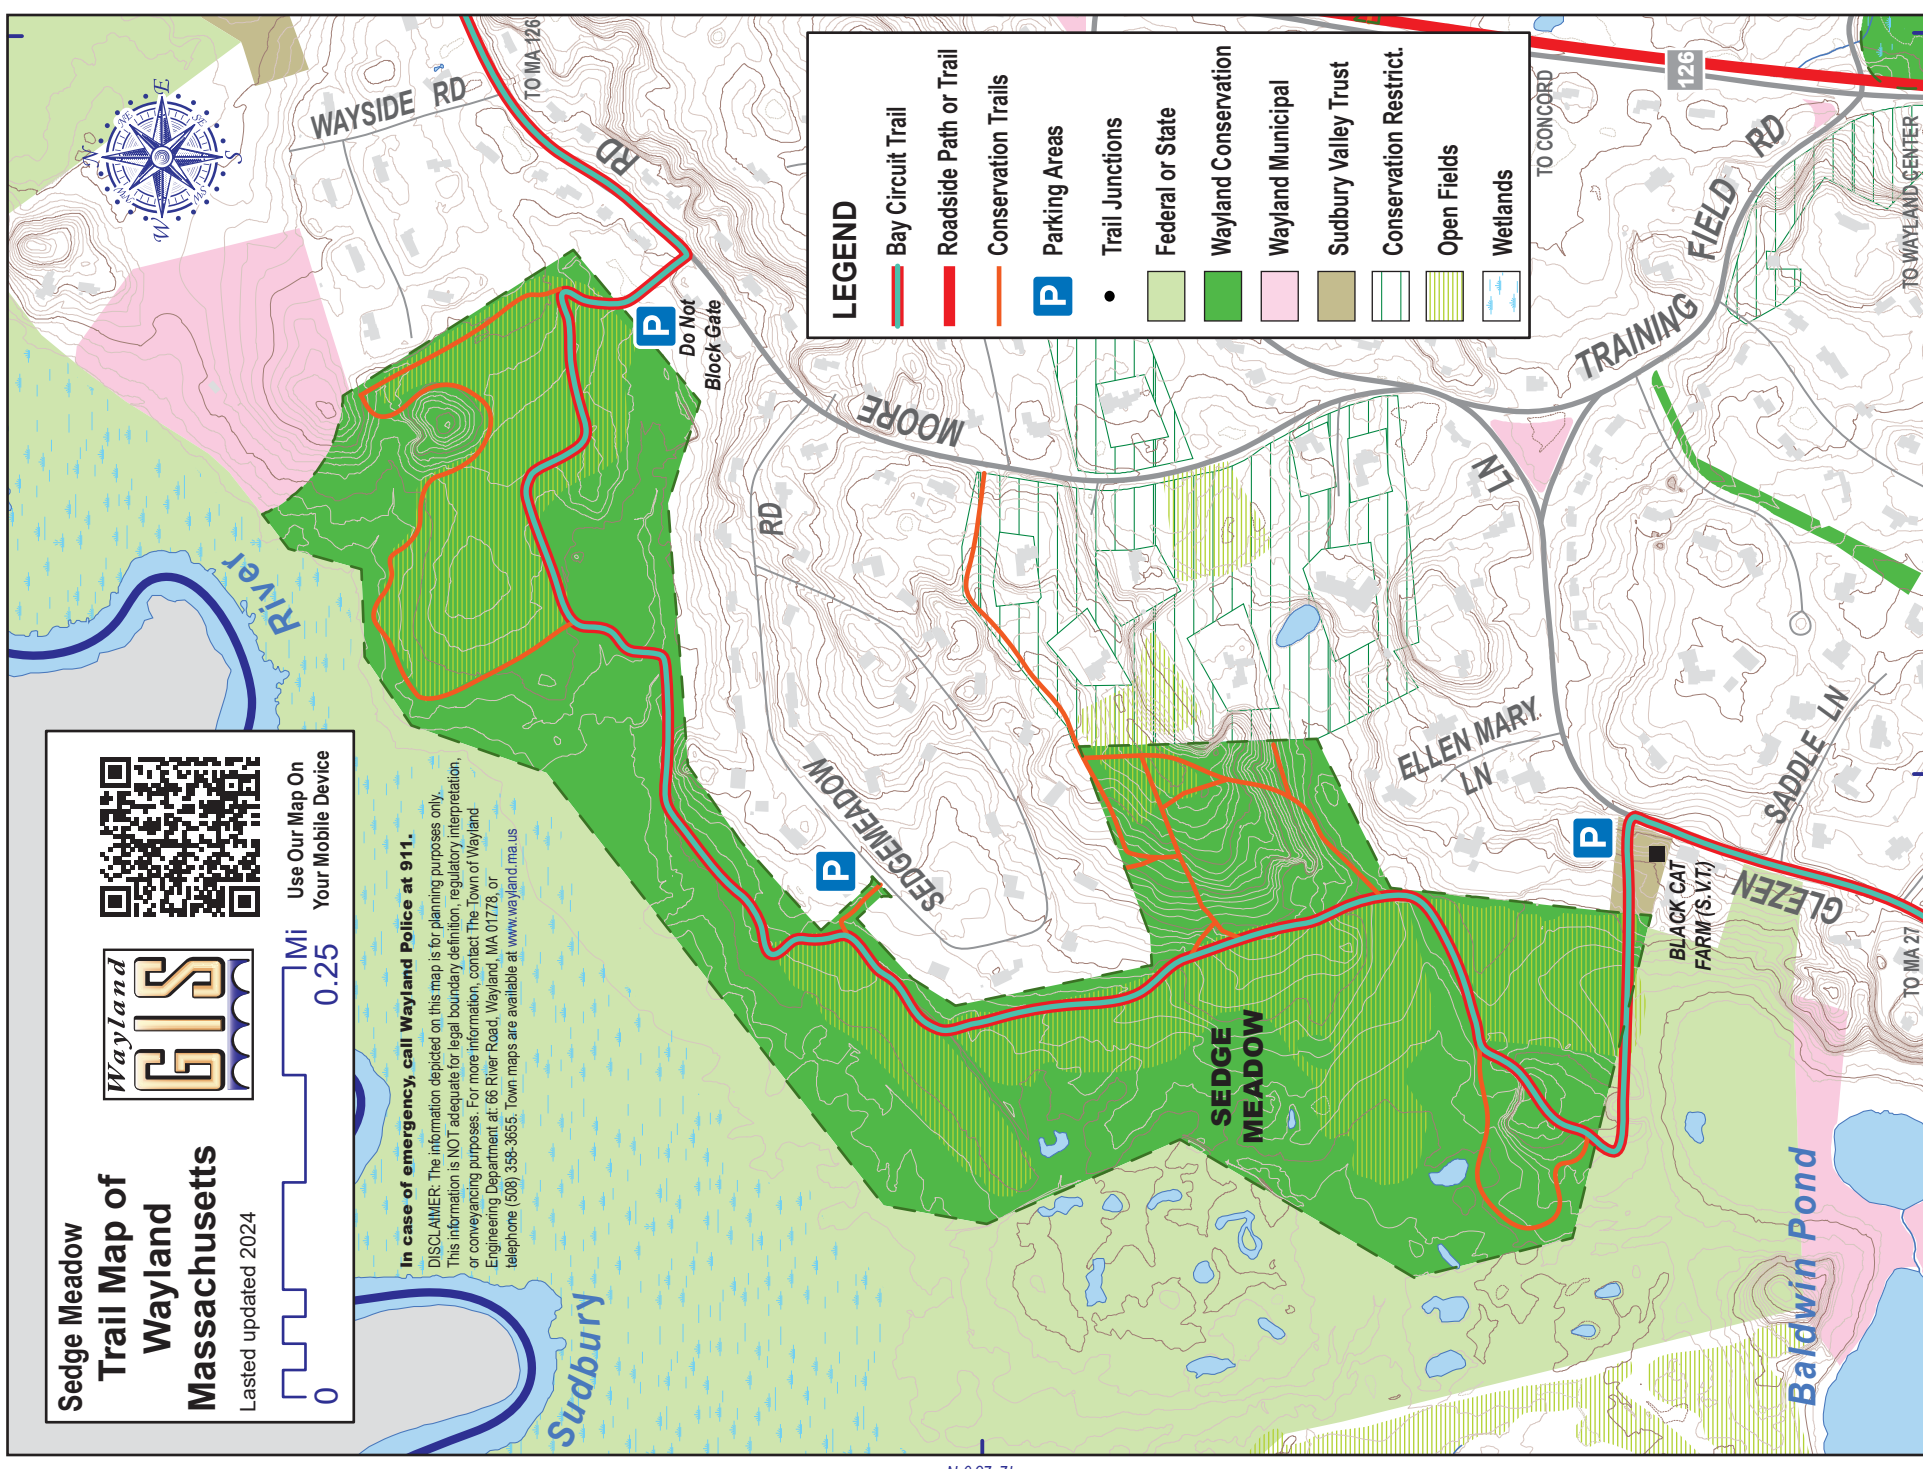 Sedge Meadow
Trail Map of
Wayland
Massachusetts
Lasted updated 2024
0
0.25
Mi
Wayland
GIS
Use Our Map On
Your Mobile Device
In case of emergency, call Wayland Police at 911.
DISCLAIMER: The information depicted on this map is for planning purposes only.
This information is NOT adequate for legal boundary definition, regulatory interpretation,
or conveyancing purposes. For more information, contact The Town of Wayland
Engineering Department at: 66 River Road, Wayland, MA 01778, or
telephone (508) 358-3655. Town maps are available at www.wayland.ma.us
N
NE
E
SE
S
SW
W
NW
WAYSIDE RD
TO MA 126
RD
River
Sudbury
P
Do Not
Block Gate
MOORE
RD
SEDGEMEADOW
P
LEGEND
Bay Circuit Trail
Roadside Path or Trail
Conservation Trails
P
Parking Areas
Trail Junctions
Federal or State
Wayland Conservation
Wayland Municipal
Sudbury Valley Trust
Conservation Restrict.
Open Fields
Wetlands
TO CONCORD
126
TRAINING
FIELD
RD
TO WAYLAND CENTER
LN
ELLEN MARY
LN
P
SADDLE LN
GLEZEN
BLACK CAT
FARM (S.V.T.)
TO MA 27
SEDGE
MEADOW
Baldwin Pond